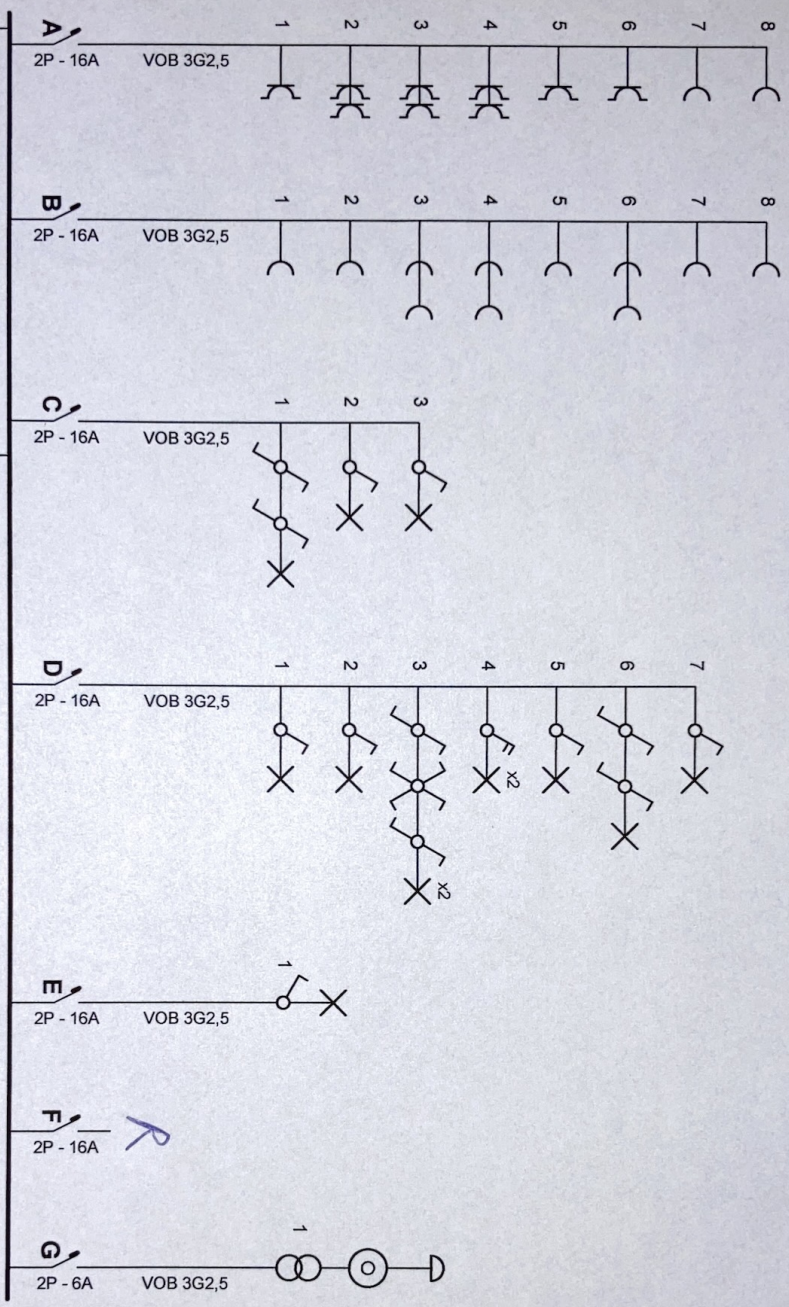 A
2P - 16A
VOB 3G2,5
1 2 3 4 5 6 7 8
B
2P - 16A
VOB 3G2,5
1 2 3 4 5 6 7 8
C
2P - 16A
VOB 3G2,5
1 2 3
D
2P - 16A
VOB 3G2,5
1 2 3 4 5 6 7
x2
x2
E
2P - 16A
VOB 3G2,5
1
F
2P - 16A
R
G
2P - 6A
VOB 3G2,5
1